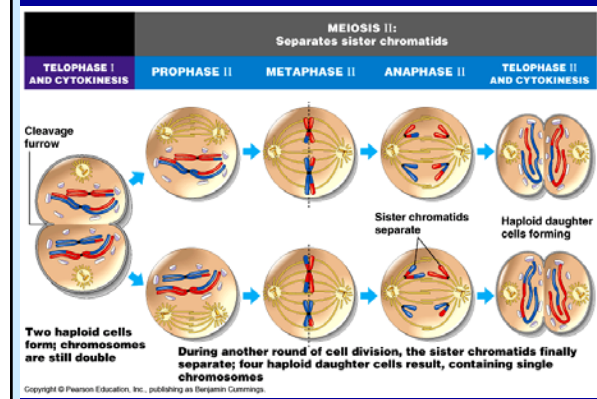 MEIOSIS II:
Separates sister chromatids
TELOPHASE I
AND CYTOKINESIS
PROPHASE II
METAPHASE II
ANAPHASE II
TELOPHASE II
AND CYTOKINESIS
Cleavage
furrow
Sister chromatids
separate
Haploid daughter
cells forming
Two haploid cells
form; chromosomes
are still double
During another round of cell division, the sister chromatids finally
separate; four haploid daughter cells result, containing single
chromosomes
Copyright © Pearson Education, Inc., publishing as Benjamin Cummings.